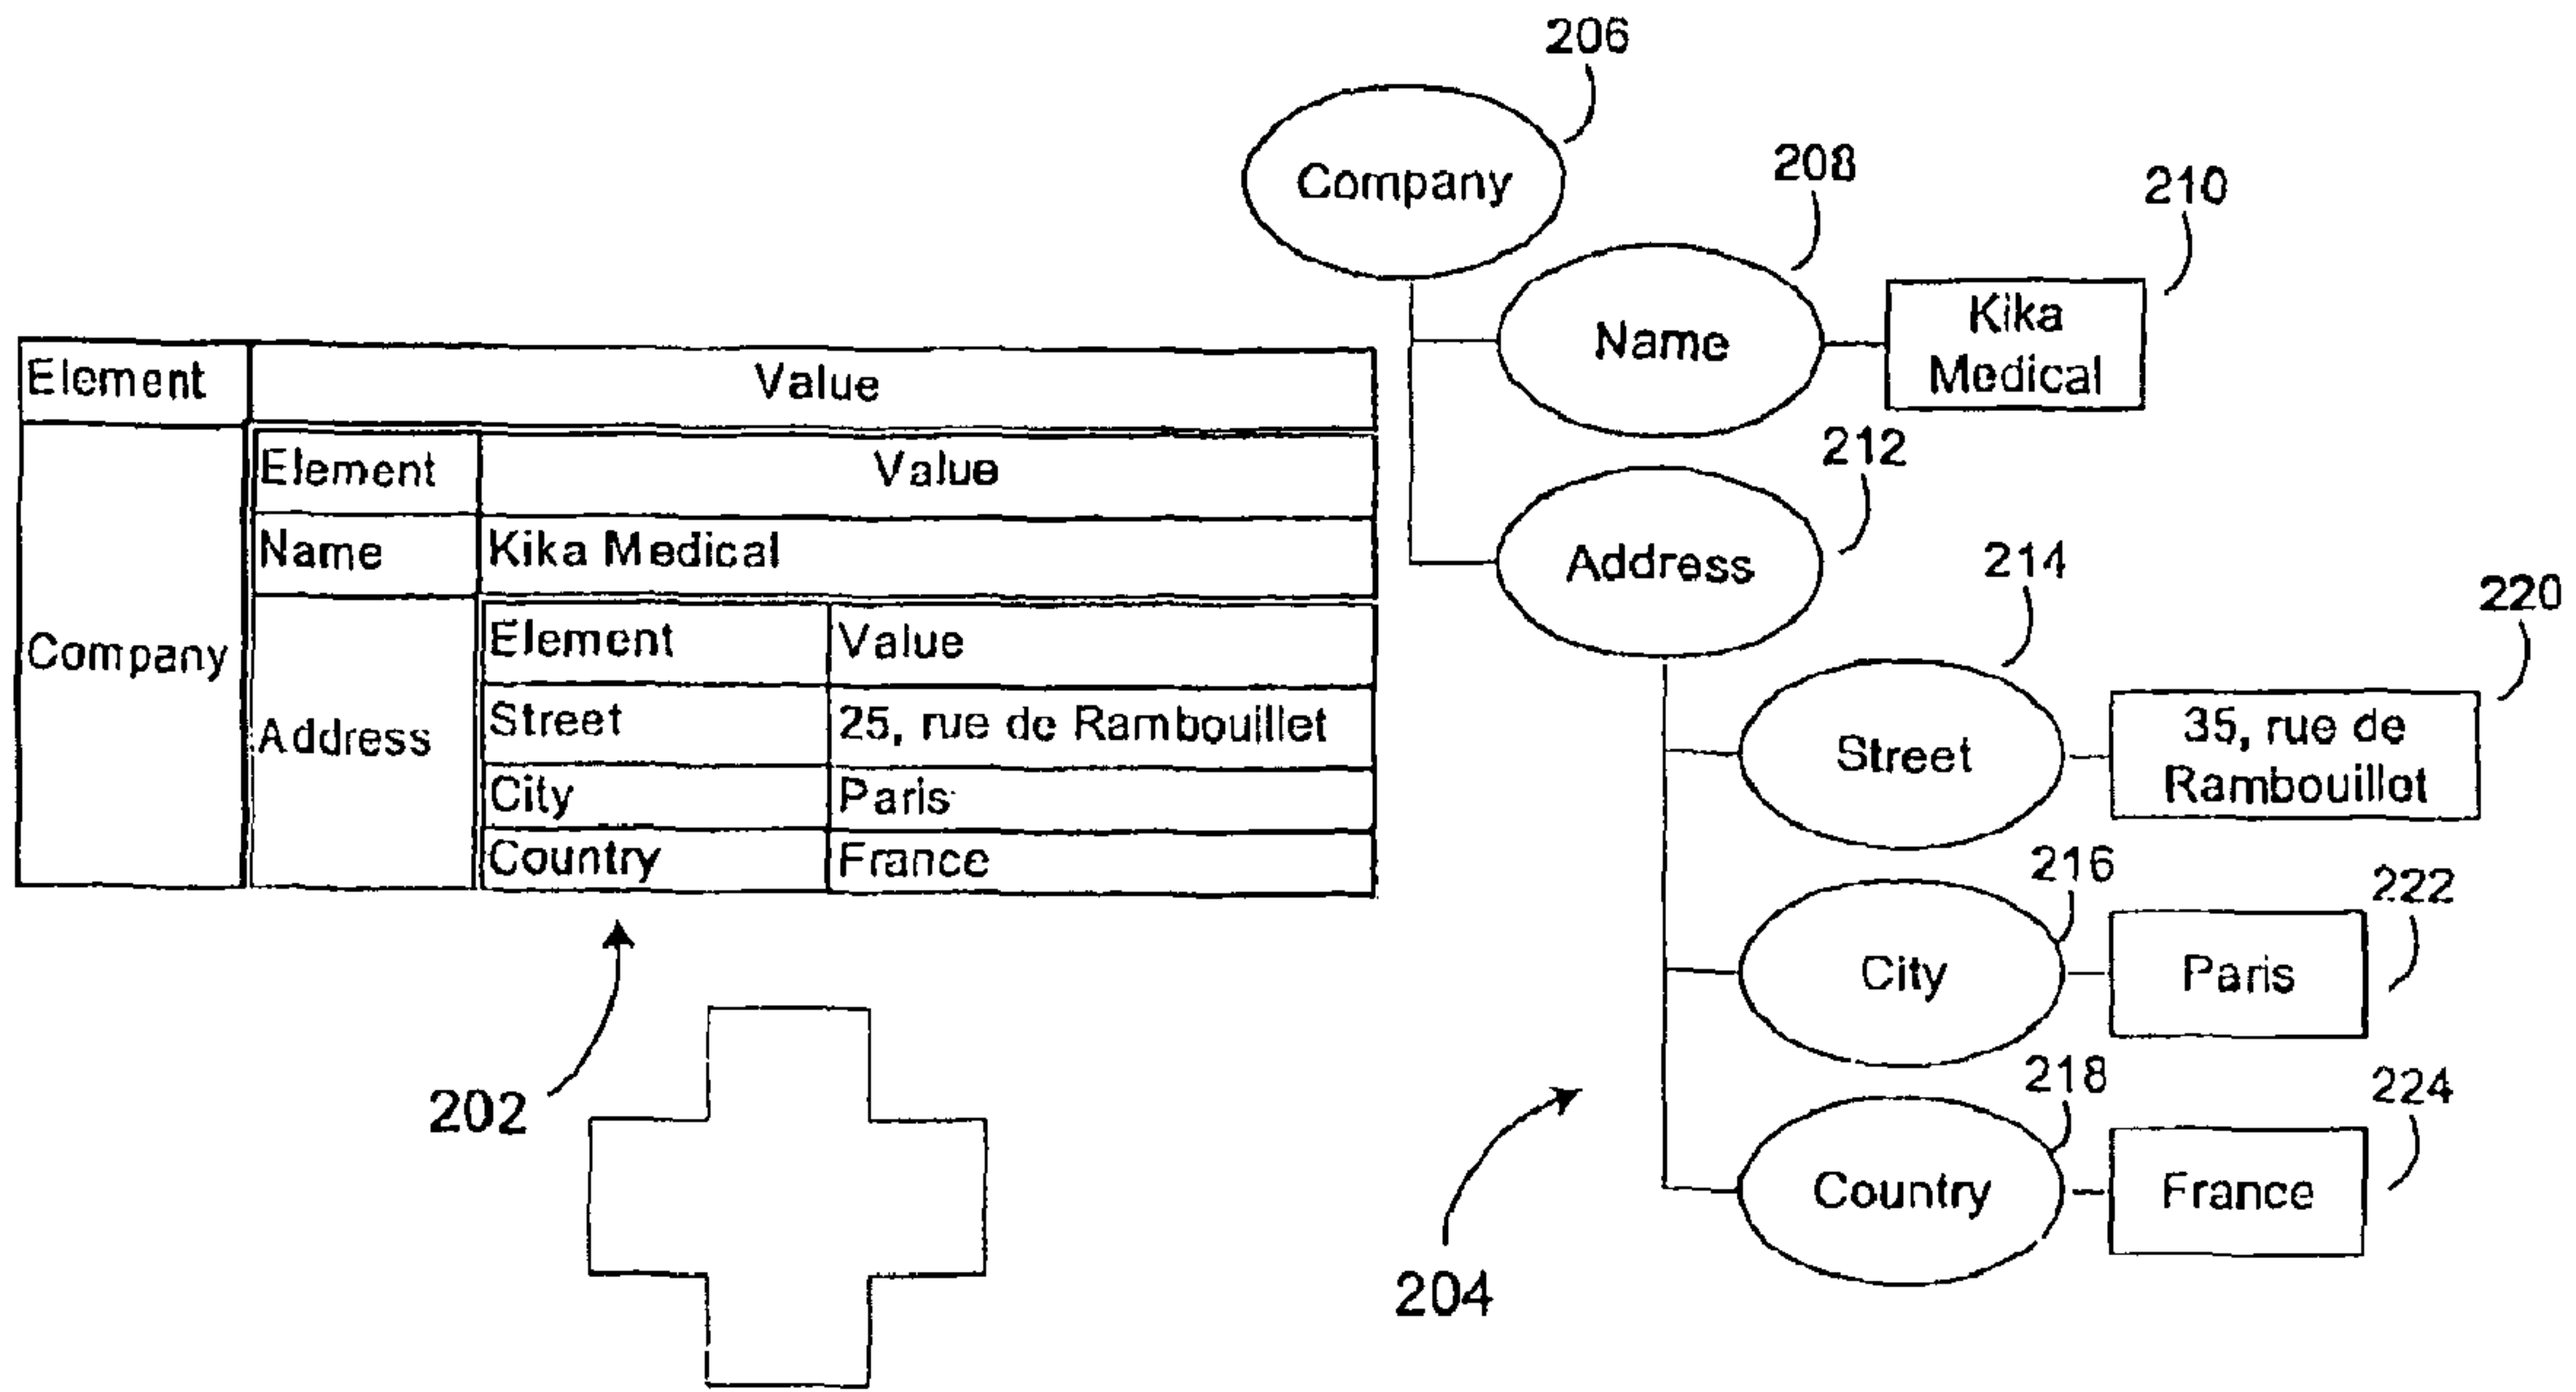 206
Company
208
210
Name
Kika
Medical
212
Address
214
220
Street
35, rue de
Rambouillot
216
222
City
Paris
218
224
Country
France
204
Element Value
Element Value
Name Kika Medical
Company
Address
Element Value
Street 25, rue de Rambouillet
City Paris
Country France
202